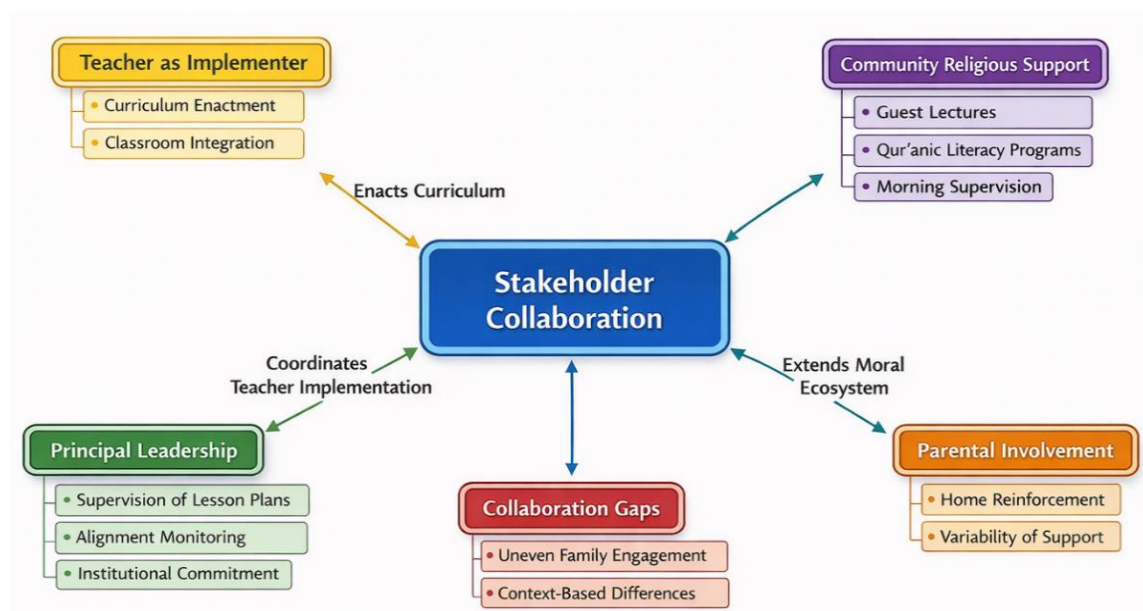 Teacher as Implementer
• Curriculum Enactment
• Classroom Integration
Community Religious Support
• Guest Lectures
• Qur'anic Literacy Programs
• Morning Supervision
Enacts Curriculum
Stakeholder
Collaboration
Coordinates
Teacher Implementation
Extends Moral
Ecosystem
Principal Leadership
• Supervision of Lesson Plans
• Alignment Monitoring
• Institutional Commitment
Collaboration Gaps
• Uneven Family Engagement
• Context-Based Differences
Parental Involvement
• Home Reinforcement
• Variability of Support